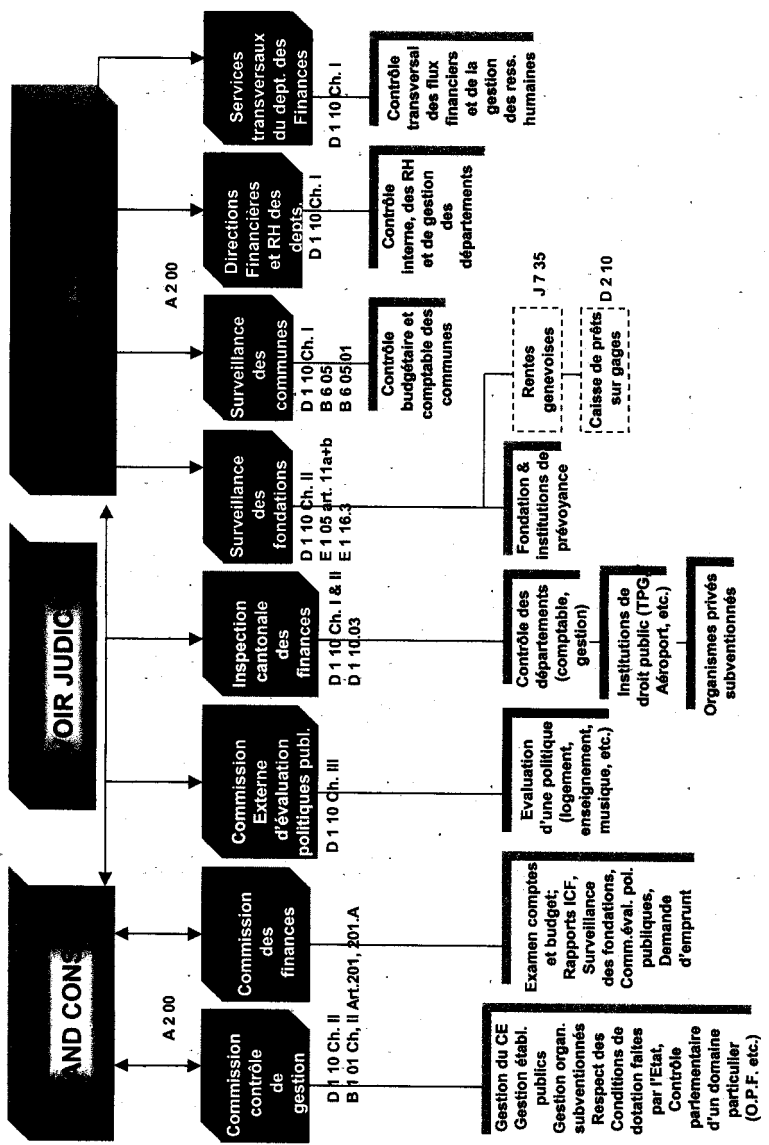 AND CONS
OIR JUDIC
A 2 00
A 2 00
Commission
contrôle
de
gestion
D 1 10 Ch. II
B 1 01 Ch, II Art.201, 201.A
Commission
des
finances
Commission
Externe
d'évaluation
politiques publ.
D 1 10 Ch. III
Inspection
cantonale
des
finances
D 1 10 Ch. I & II
D 1 10.03
Surveillance
des
fondations
D 1 10 Ch. II
E 1 05 art. 11a+b
E 1 16.3
Surveillance
des
communes
D 1 10 Ch. I
B 6 05
B 6 05.01
Directions
Financières
et RH des
depts.
D 1 10 Ch. I
Services
transversaux
du dept. des
Finances
D 1 10 Ch. I
Gestion du CE
Gestion établ.
publics
Gestion organ.
subventionnés
Respect des
Conditions de
dotation faites
par l'Etat,
Contrôle
parlementaire
d'un domaine
particulier
(O.P.F. etc.)
Examen comptes
et budget;
Rapports ICF,
Surveillance
des fondations,
Comm.éval. pol.
publiques,
Demande
d'emprunt
Evaluation
d'une politique
(logement,
enseignement,
musique, etc.)
Contrôle des
départements
(comptable,
gestion)
Institutions de
droit public (TPG,
Aéroport, etc.)
Organismes privés
subventionnés
Fondation &
institutions de
prévoyance
Rentes
genevoises
J 7 35
Caisse de prêts
sur gages
D 2 10
Contrôle
budgétaire et
comptable des
communes
Contrôle
interne, des RH
et de gestion
des
départements
Contrôle
transversal
des flux
financiers
et de la
gestion
des ress.
humaines